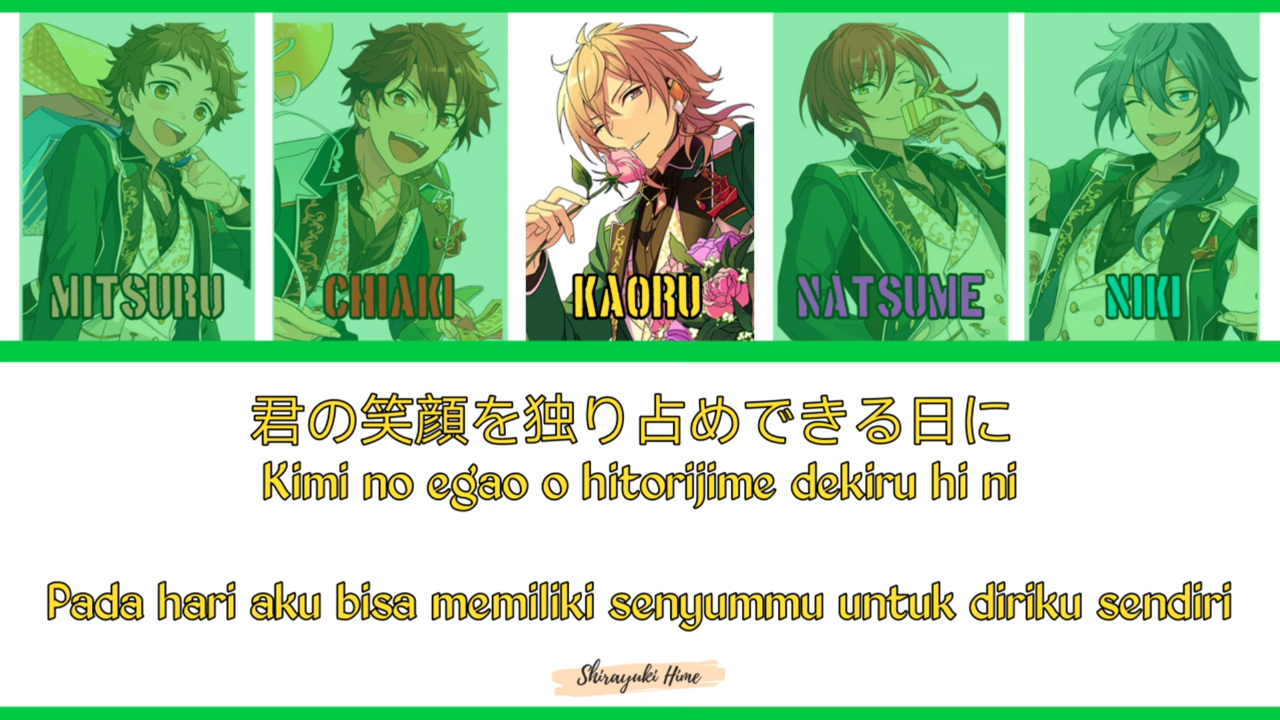 MITSURU
CHIAKI
KAORU
NATSUME
NIKI
君の笑顔を独り占めできる日に
Kimi no egao o hitorijime dekiru hi ni
Pada hari aku bisa memiliki senyummu untuk diriku sendiri
Shirayuki Hime